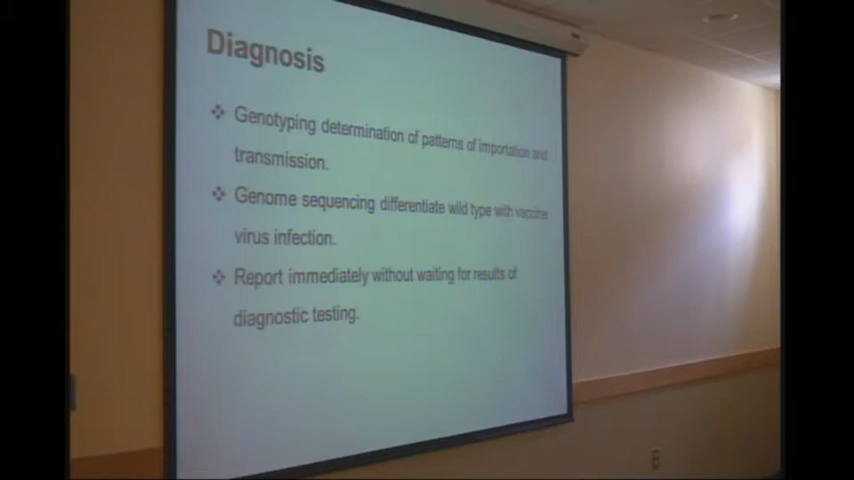 Diagnosis
Genotyping determination of patterns of importation and
transmission.
Genome sequencing differentiate wild type with vaccine
virus infection.
Report immediately without waiting for results of
diagnostic testing.